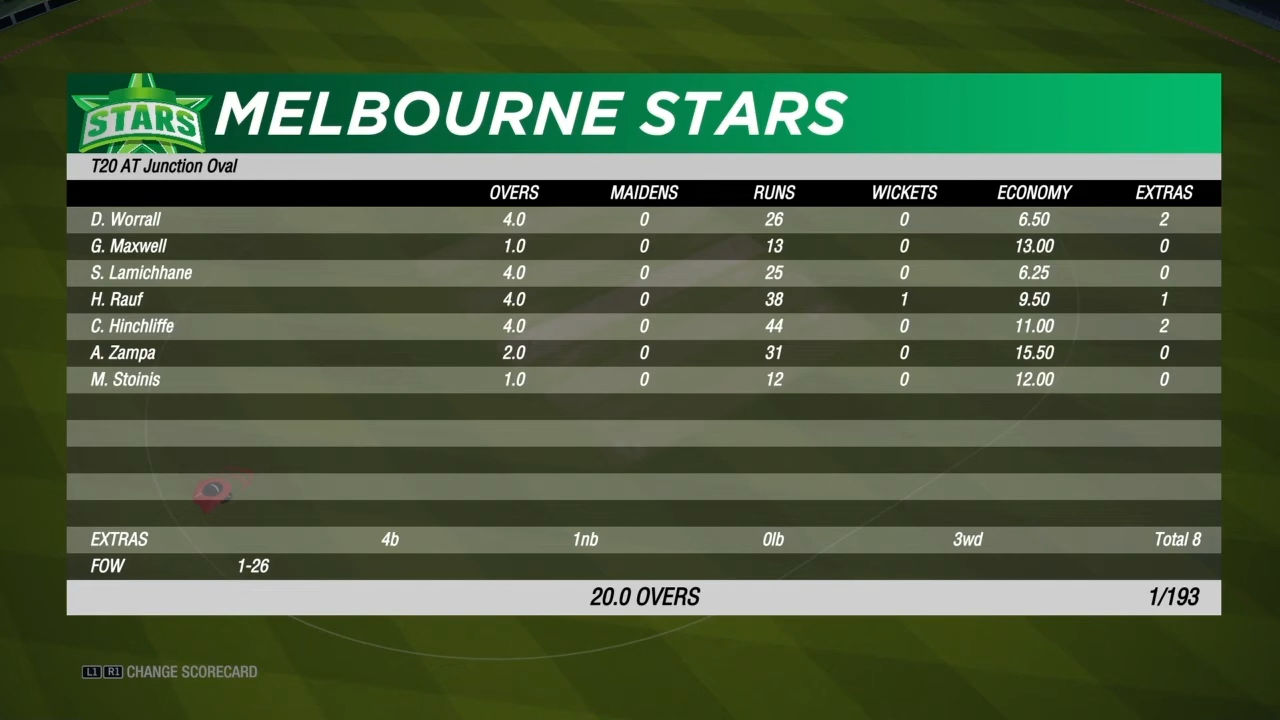 STARS MELBOURNE STARS
T20 AT Junction Oval
OVERS MAIDENS RUNS WICKETS ECONOMY EXTRAS
D. Worrall 4.0 0 26 0 6.50 2
G. Maxwell 1.0 0 13 0 13.00 0
S. Lamichhane 4.0 0 25 0 6.25 0
H. Rauf 4.0 0 38 1 9.50 1
C. Hinchliffe 4.0 0 44 0 11.00 2
A. Zampa 2.0 0 31 0 15.50 0
M. Stoinis 1.0 0 12 0 12.00 0
EXTRAS 4b 1nb 0lb 3wd Total 8
FOW 1-26
20.0 OVERS 1/193
L1 R1 CHANGE SCORECARD